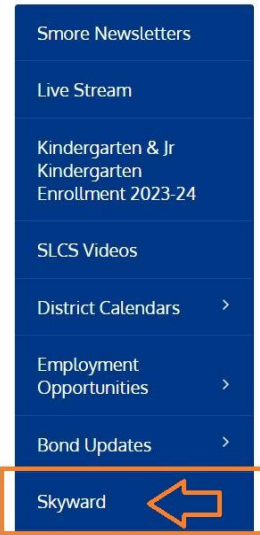 Smore Newsletters
Live Stream
Kindergarten & Jr
Kindergarten
Enrollment 2023-24
SLCS Videos
District Calendars
Employment
Opportunities
Bond Updates
Skyward